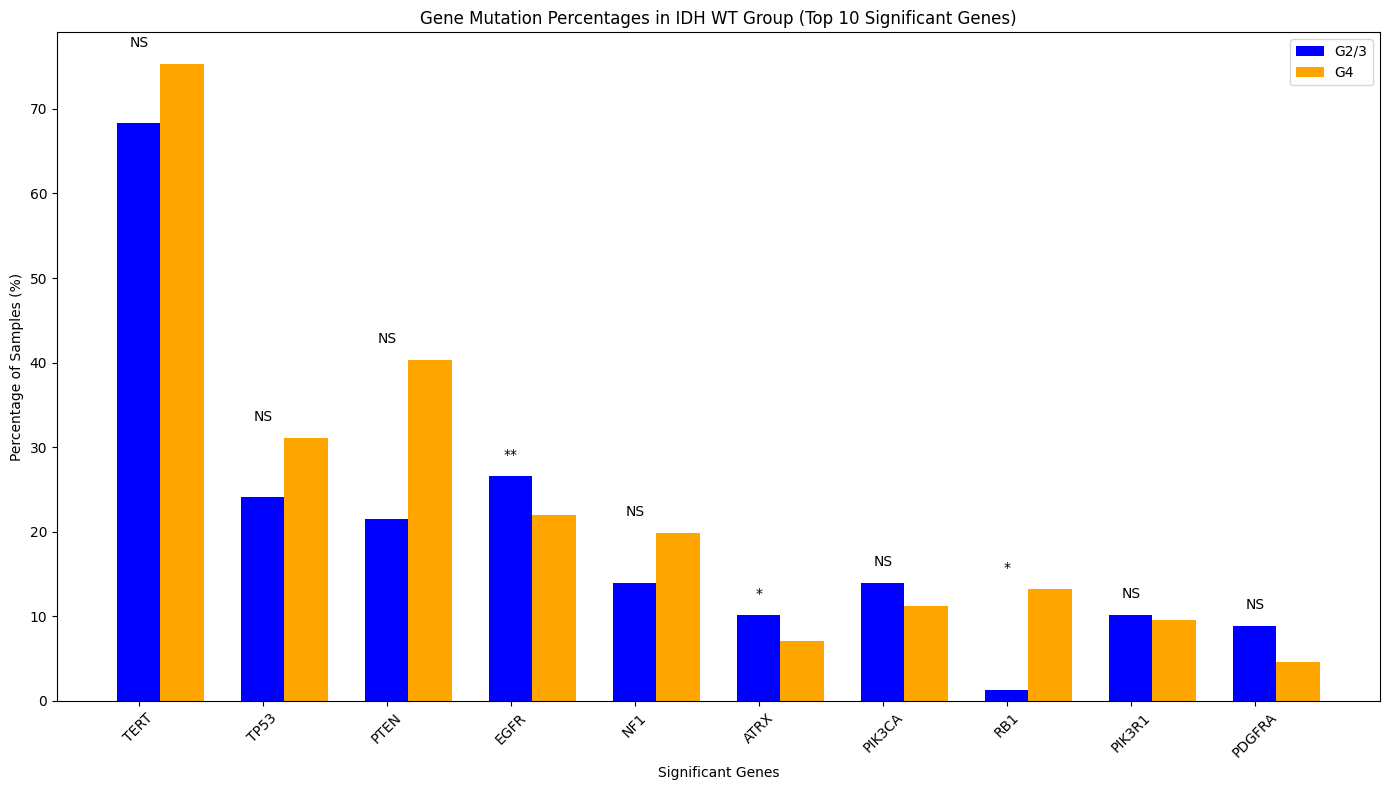 Gene Mutation Percentages in IDH WT Group (Top 10 Significant Genes)
G2/3
G4
Percentage of Samples (%)
70
60
50
40
30
20
10
0
NS
NS
NS
**
NS
*
NS
*
NS
NS
TERT
TP53
PTEN
EGFR
NF1
ATRX
PIK3CA
RB1
PIK3R1
PDGFRA
Significant Genes